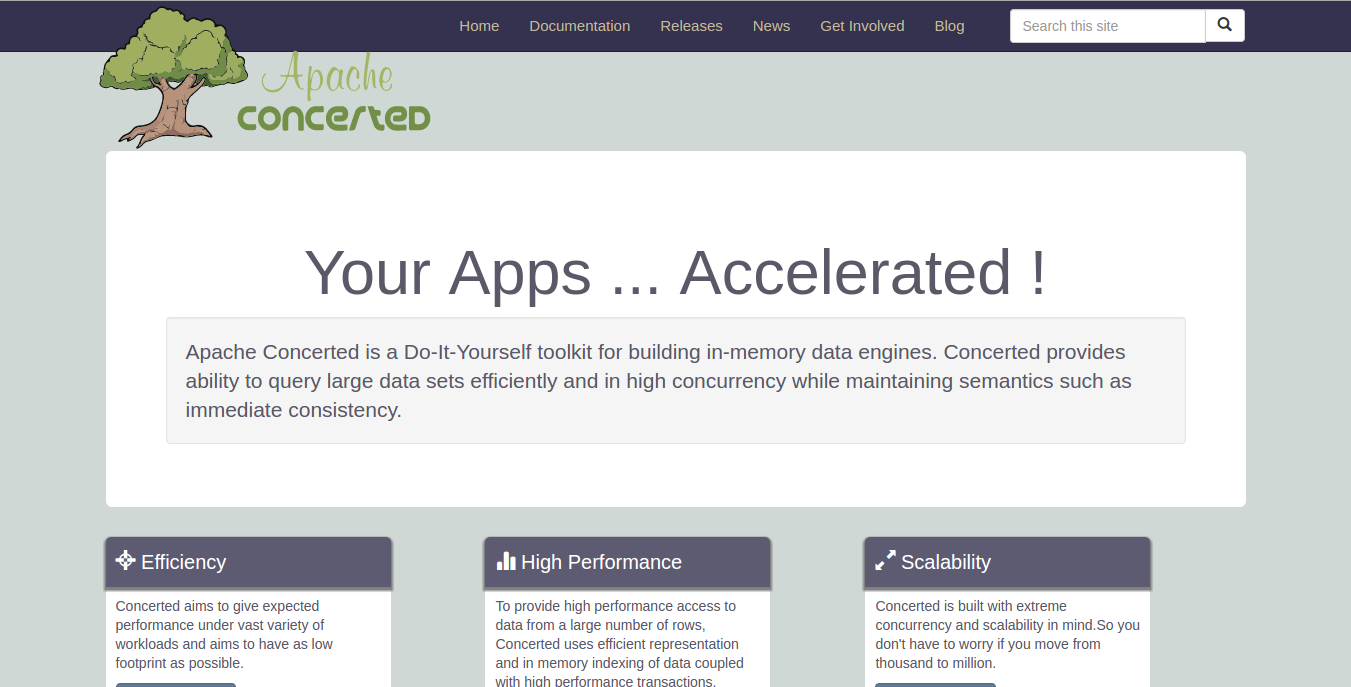 Home Documentation Releases News Get Involved Blog Search this site
Apache
concerted
Your Apps ... Accelerated !
Apache Concerted is a Do-It-Yourself toolkit for building in-memory data engines. Concerted provides
ability to query large data sets efficiently and in high concurrency while maintaining semantics such as
immediate consistency.
Efficiency
Concerted aims to give expected
performance under vast variety of
workloads and aims to have as low
footprint as possible.
High Performance
To provide high performance access to
data from a large number of rows,
Concerted uses efficient representation
and in memory indexing of data coupled
with high performance transactions.
Scalability
Concerted is built with extreme
concurrency and scalability in mind.So you
don't have to worry if you move from
thousand to million.